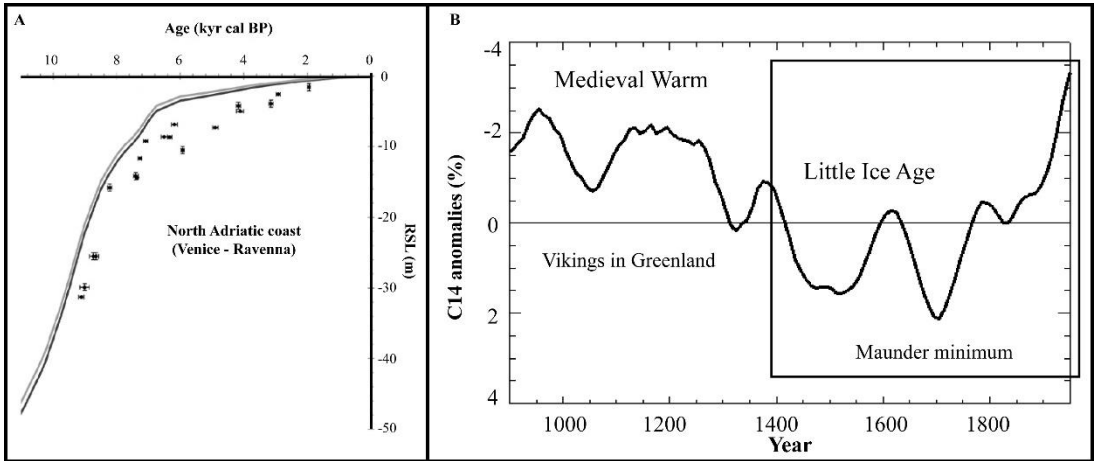 A
Age (kyr cal BP)
10 8 6 4 2 0
0
-10
-20
-30
-40
-50
RSL (m)
North Adriatic coast
(Venice - Ravenna)
B
-4
-2
0
2
4
C14 anomalies (%)
Medieval Warm
Little Ice Age
Vikings in Greenland
Maunder minimum
1000 1200 1400 1600 1800
Year